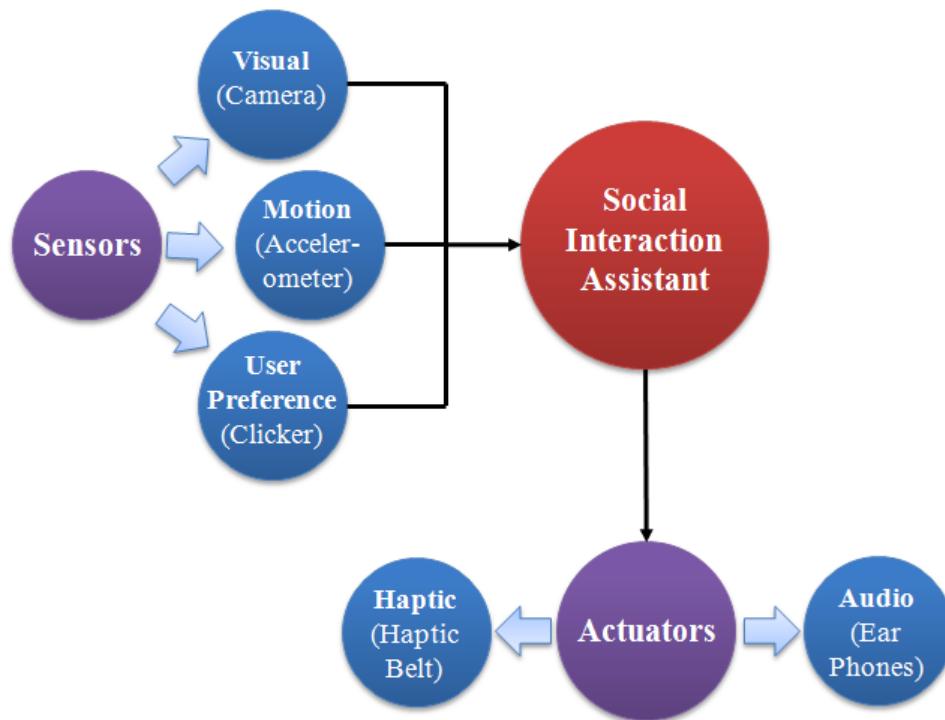 Visual
(Camera)
Sensors
Motion
(Acceler-
ometer)
User
Preference
(Clicker)
Social
Interaction
Assistant
Haptic
(Haptic
Belt)
Actuators
Audio
(Ear
Phones)